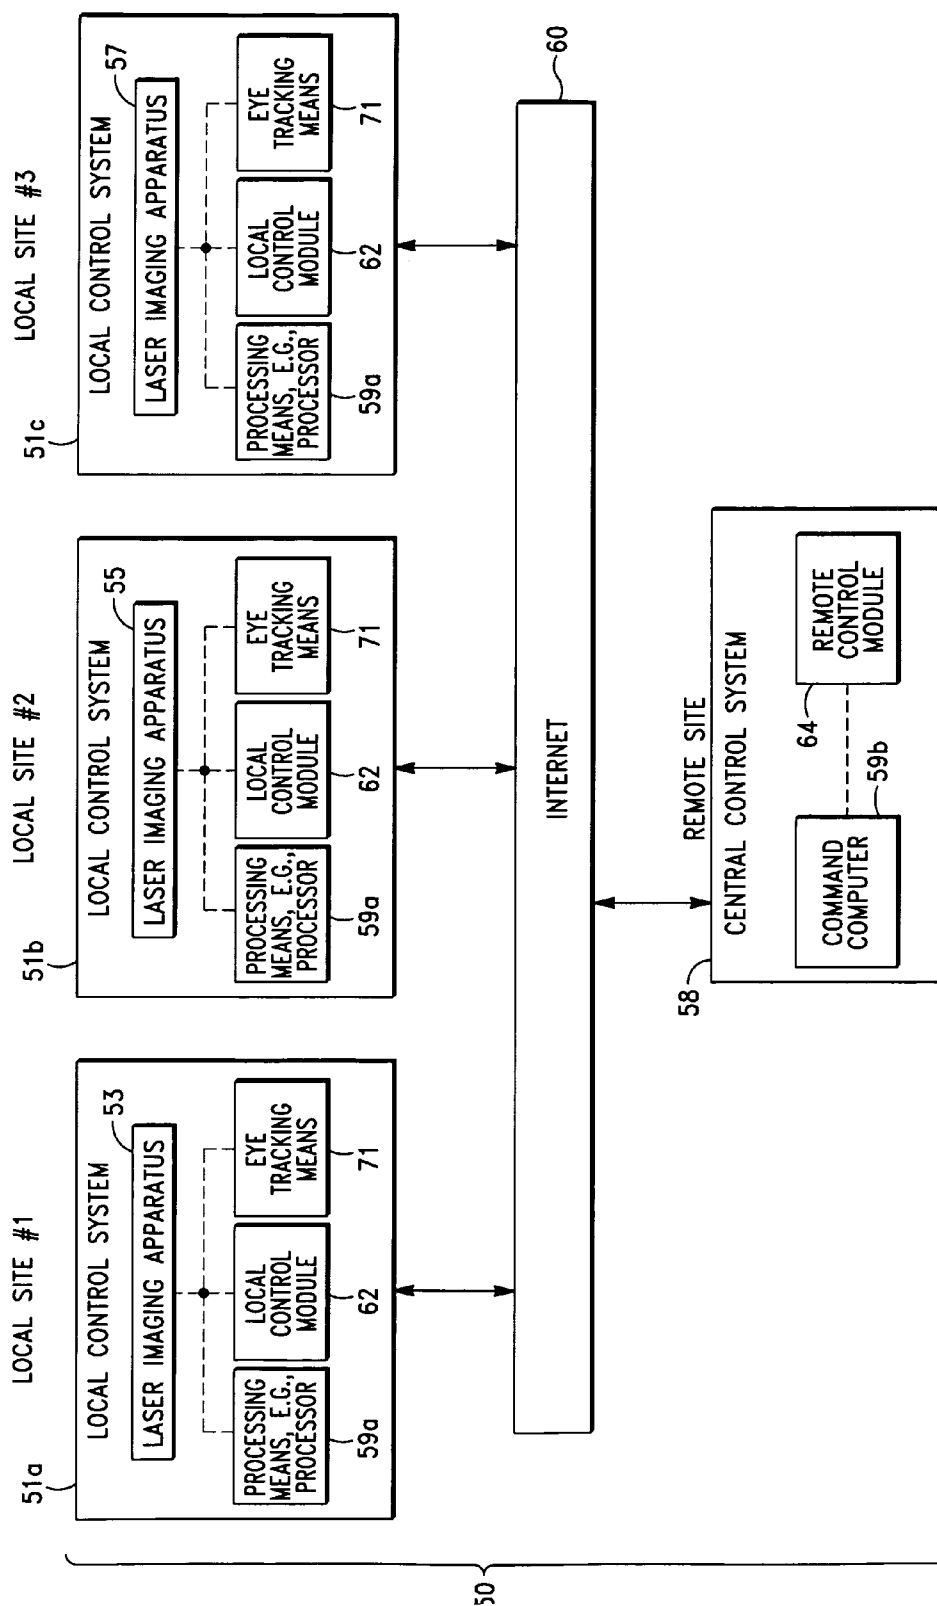 LOCAL SITE #1
51a
LOCAL CONTROL SYSTEM
53
LASER IMAGING APPARATUS
PROCESSING
MEANS, E.G.,
PROCESSOR
59a
LOCAL
CONTROL
MODULE
62
EYE
TRACKING
MEANS
71
LOCAL SITE #2
51b
LOCAL CONTROL SYSTEM
55
LASER IMAGING APPARATUS
PROCESSING
MEANS, E.G.,
PROCESSOR
59a
LOCAL
CONTROL
MODULE
62
EYE
TRACKING
MEANS
71
LOCAL SITE #3
51c
LOCAL CONTROL SYSTEM
57
LASER IMAGING APPARATUS
PROCESSING
MEANS, E.G.,
PROCESSOR
59a
LOCAL
CONTROL
MODULE
62
EYE
TRACKING
MEANS
71
INTERNET
60
50
REMOTE SITE
58
CENTRAL CONTROL SYSTEM
COMMAND
COMPUTER
59b
64
REMOTE
CONTROL
MODULE